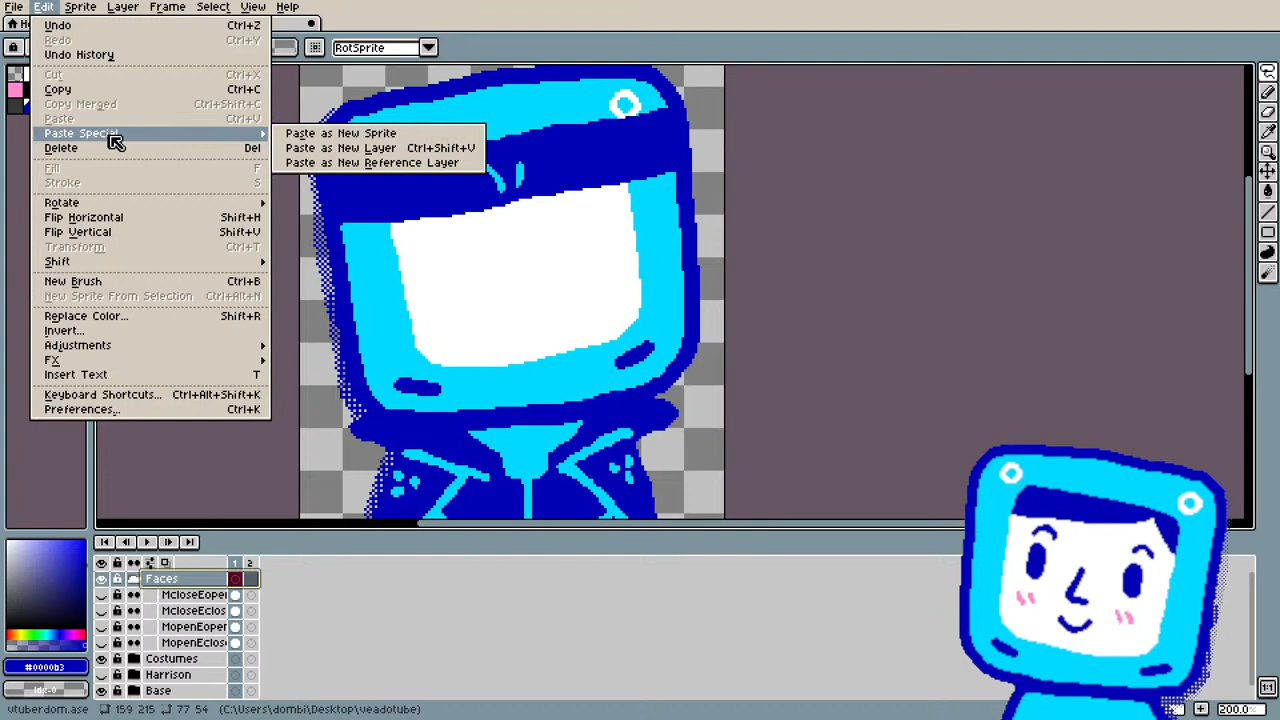 File Edit Sprite Layer Frame Select View Help
RotSprite
Undo Ctrl+Z
Redo Ctrl+Y
Undo History
Cut Ctrl+X
Copy Ctrl+C
Copy Merged Ctrl+Shift+C
Paste Ctrl+V
Paste Special
Paste as New Sprite
Delete Del
Paste as New Layer Ctrl+Shift+V
Paste as New Reference Layer
Fill F
Stroke S
Rotate
Flip Horizontal Shift+H
Flip Vertical Shift+V
Transform Ctrl+T
Shift
New Brush Ctrl+B
New Sprite From Selection Ctrl+Alt+N
Replace Color... Shift+R
Invert...
Adjustments
FX
Insert Text T
Keyboard Shortcuts... Ctrl+Alt+Shift+K
Preferences... Ctrl+K
1 2
Faces
McloseEoper
McloseEclos
MopenEoper
MopenEclos
Costumes
Harrison
Base
#0000b3
Idx-0
vtuberdom.ase 159 215 77 54 (C:\Users\dombi\Desktop\veadotube)
1:1
200.0